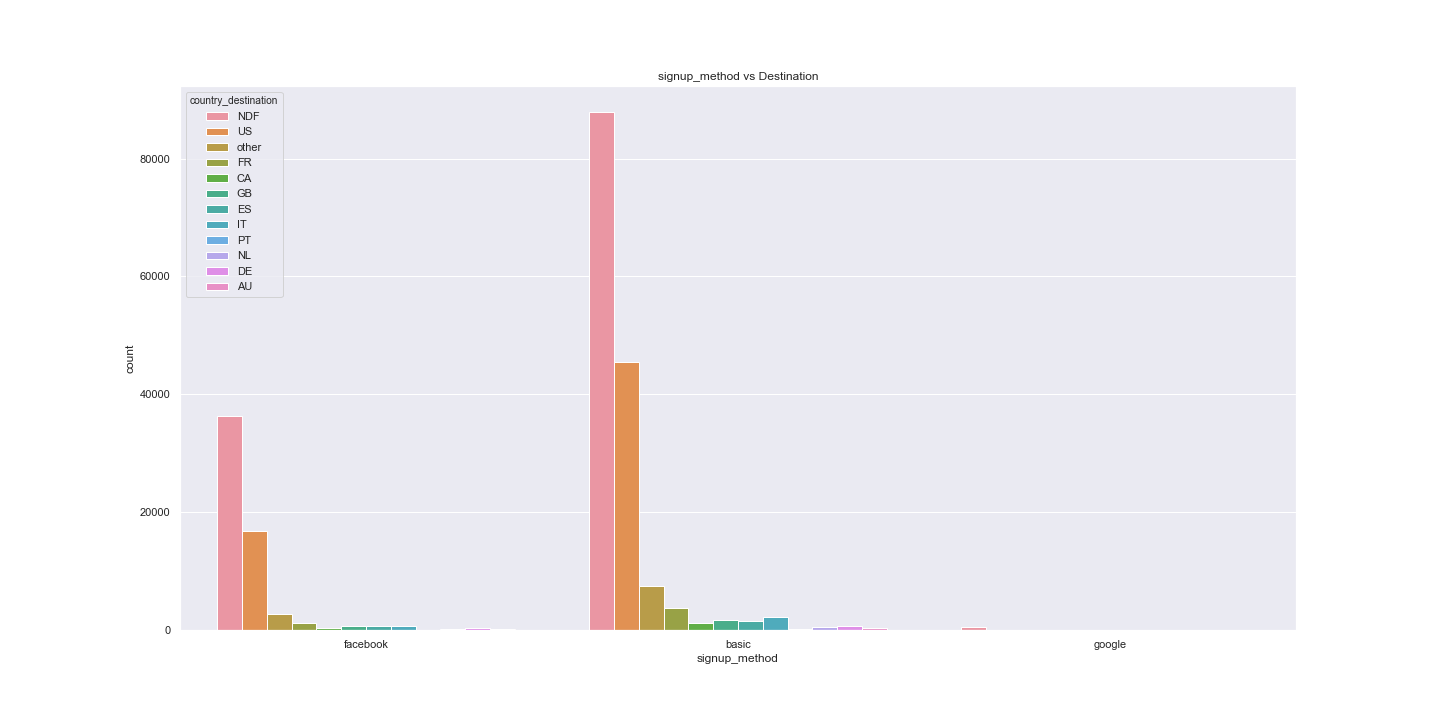 signup_method vs Destination
country_destination
NDF
US
other
FR
CA
GB
ES
IT
PT
NL
DE
AU
80000
60000
40000
20000
0
count
facebook
basic
google
signup_method